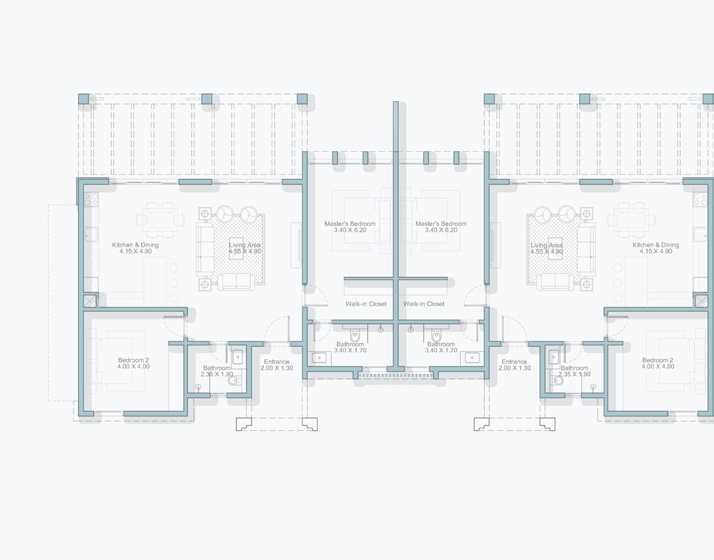 Master's Bedroom
3.40 X 6.20
Master's Bedroom
3.40 X 6.20
Kitchen & Dining
4.15 X 4.90
Living Area
4.55 X 4.90
Living Area
4.55 X 4.90
Kitchen & Dining
4.15 X 4.90
Walk-in Closet
Walk-in Closet
Bathroom
3.40 X 1.70
Bathroom
3.40 X 1.70
Bedroom 2
4.00 X 4.00
Bathroom
2.35 X 1.90
Entrance
2.00 X 1.30
Entrance
2.00 X 1.30
Bathroom
2.35 X 1.90
Bedroom 2
4.00 X 4.00